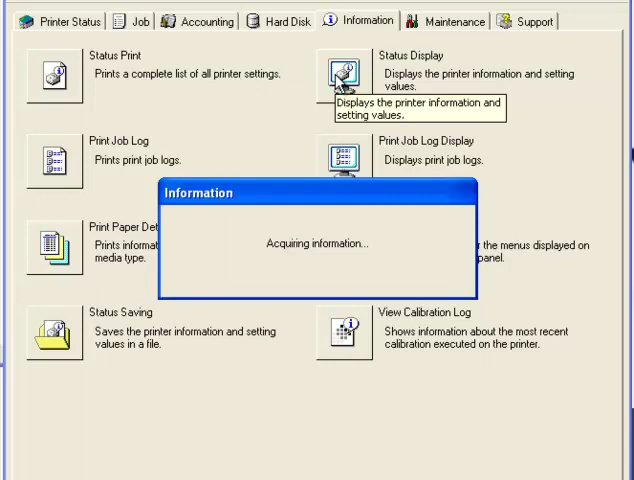 Printer Status Job Accounting Hard Disk Information Maintenance Support
Status Print
Prints a complete list of all printer settings.
Status Display
Displays the printer information and setting
values.
Displays the printer information and
setting values.
Print Job Log
Prints print job logs.
Print Job Log Display
Displays print job logs.
Information
Acquiring information...
Print Paper Det
Prints informat
media type.
r the menus displayed on
panel.
Status Saving
Saves the printer information and setting
values in a file.
View Calibration Log
Shows information about the most recent
calibration executed on the printer.